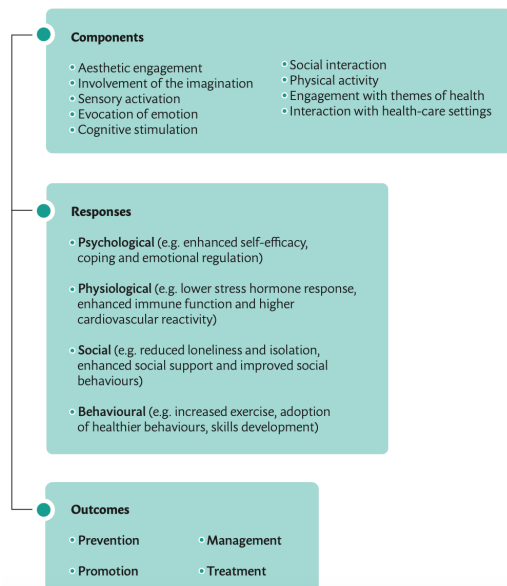 Components
• Aesthetic engagement
• Involvement of the imagination
• Sensory activation
• Evocation of emotion
• Cognitive stimulation
• Social interaction
• Physical activity
• Engagement with themes of health
• Interaction with health-care settings
Responses
• Psychological (e.g. enhanced self-efficacy,
coping and emotional regulation)
• Physiological (e.g. lower stress hormone response,
enhanced immune function and higher
cardiovascular reactivity)
• Social (e.g. reduced loneliness and isolation,
enhanced social support and improved social
behaviours)
• Behavioural (e.g. increased exercise, adoption
of healthier behaviours, skills development)
Outcomes
• Prevention
• Management
• Promotion
• Treatment